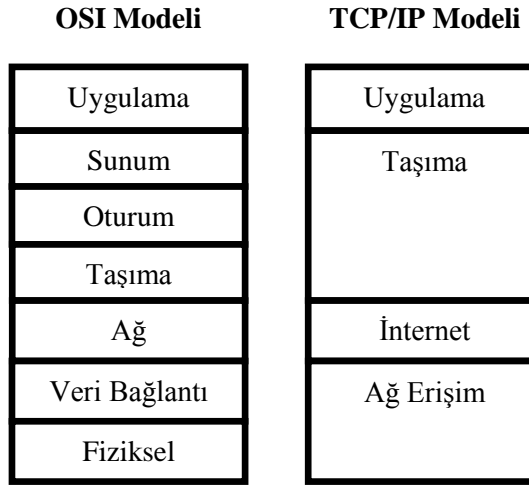 OSI Modeli
Uygulama
Sunum
Oturum
Taşıma
Ağ
Veri Bağlantı
Fiziksel
TCP/IP Modeli
Uygulama
Taşıma
İnternet
Ağ Erişim